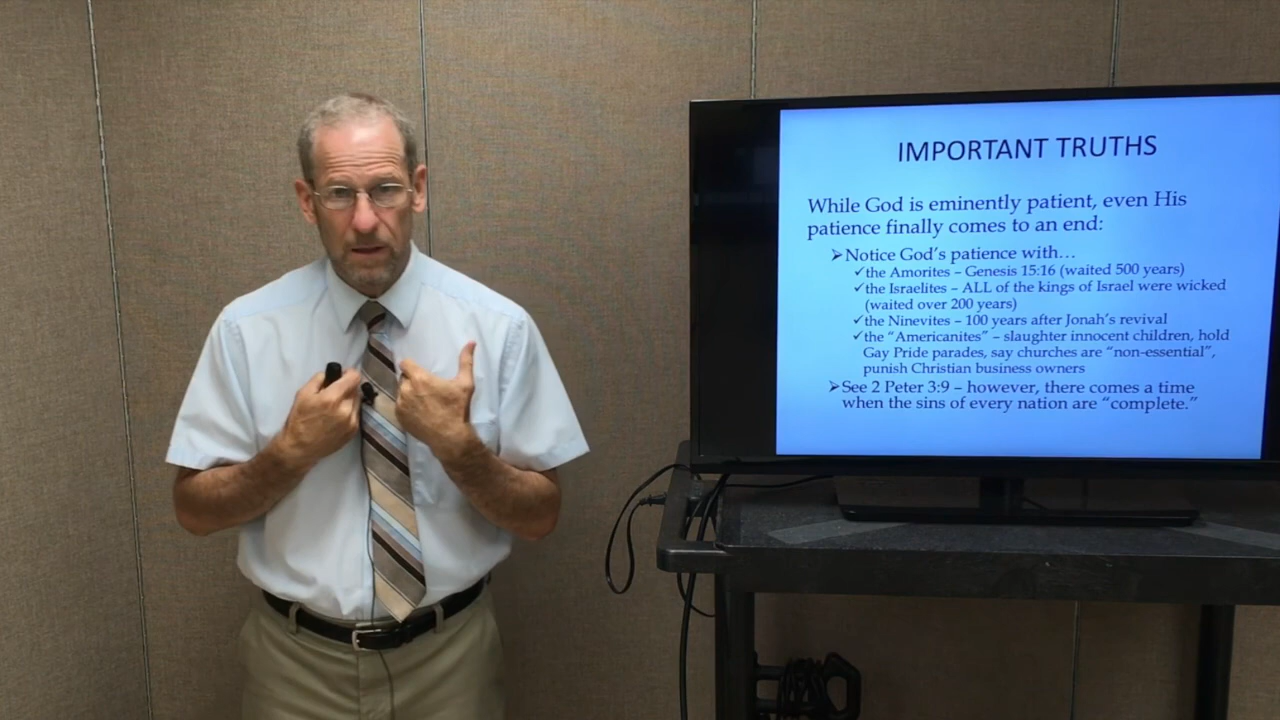 IMPORTANT TRUTHS
While God is eminently patient, even His
patience finally comes to an end:
➢Notice God's patience with…
✓the Amorites – Genesis 15:16 (waited 500 years)
✓the Israelites – ALL of the kings of Israel were wicked
(waited over 200 years)
✓the Ninevites – 100 years after Jonah's revival
✓the "Americanites" – slaughter innocent children, hold
Gay Pride parades, say churches are "non-essential",
punish Christian business owners
➢See 2 Peter 3:9 – however, there comes a time
when the sins of every nation are "complete."